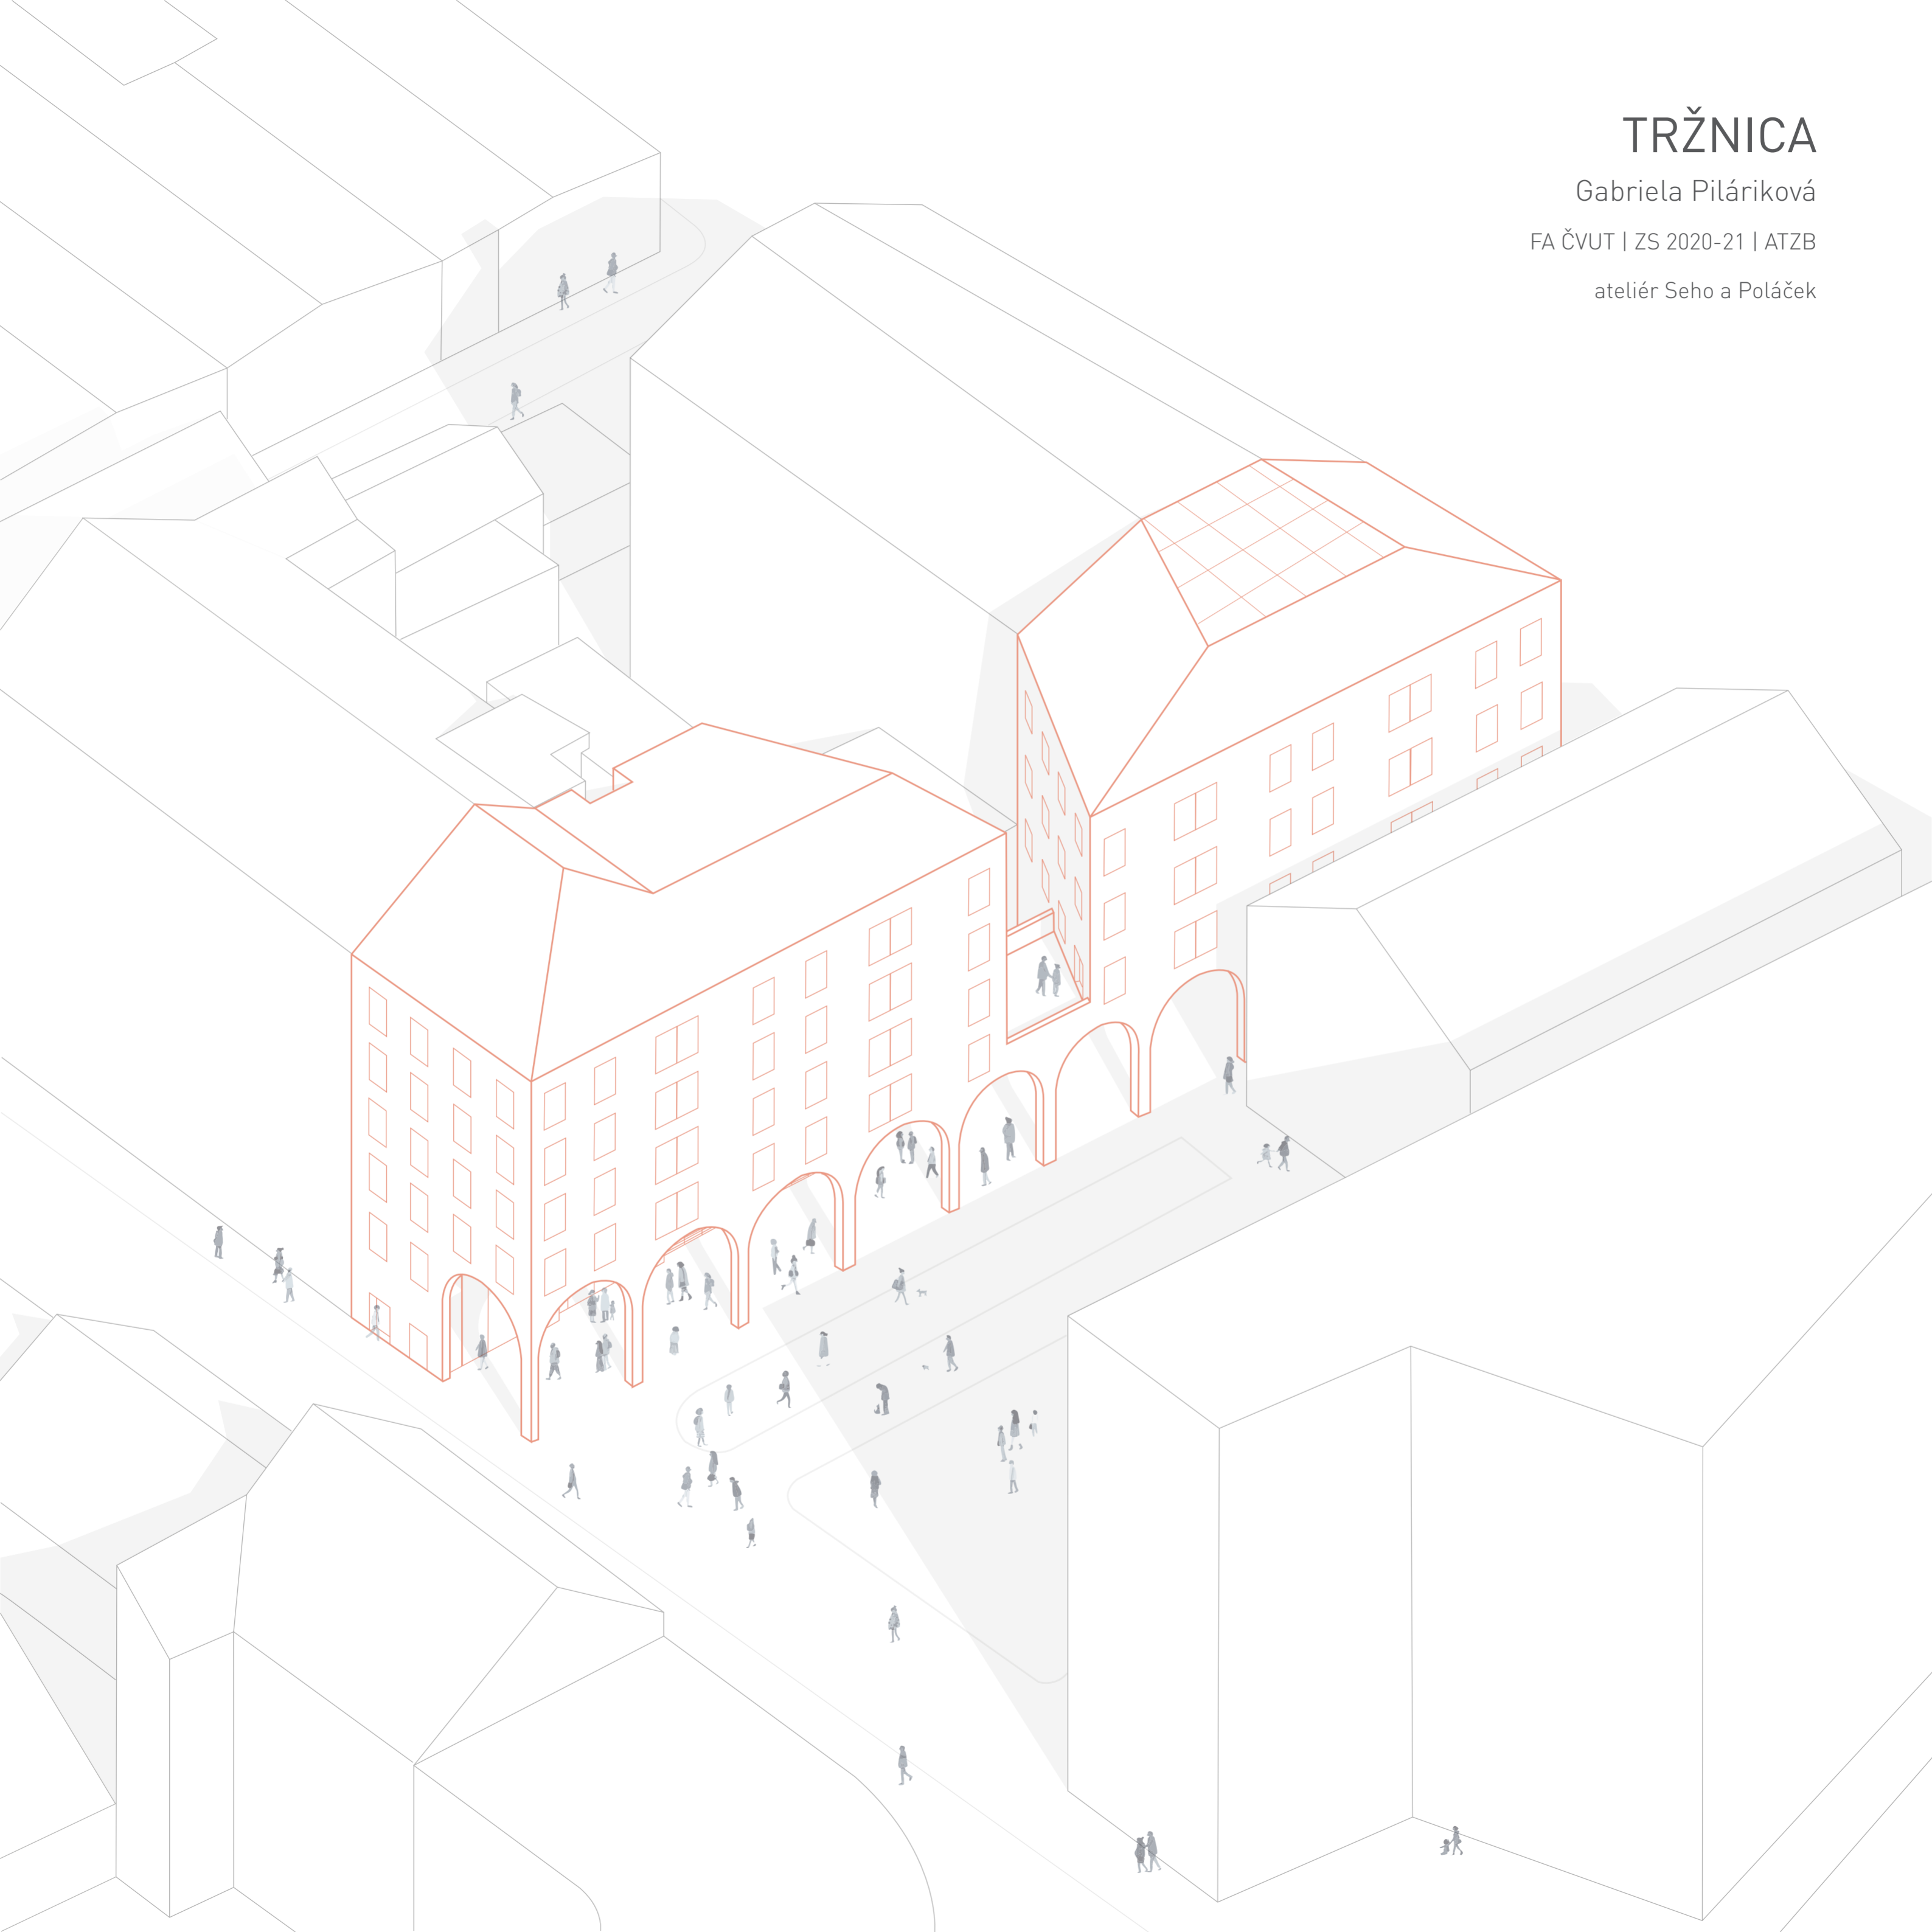 TRŽNICA
Gabriela Piláriková
FA ČVUT | ZS 2020-21 | ATZB
ateliér Seho a Poláček